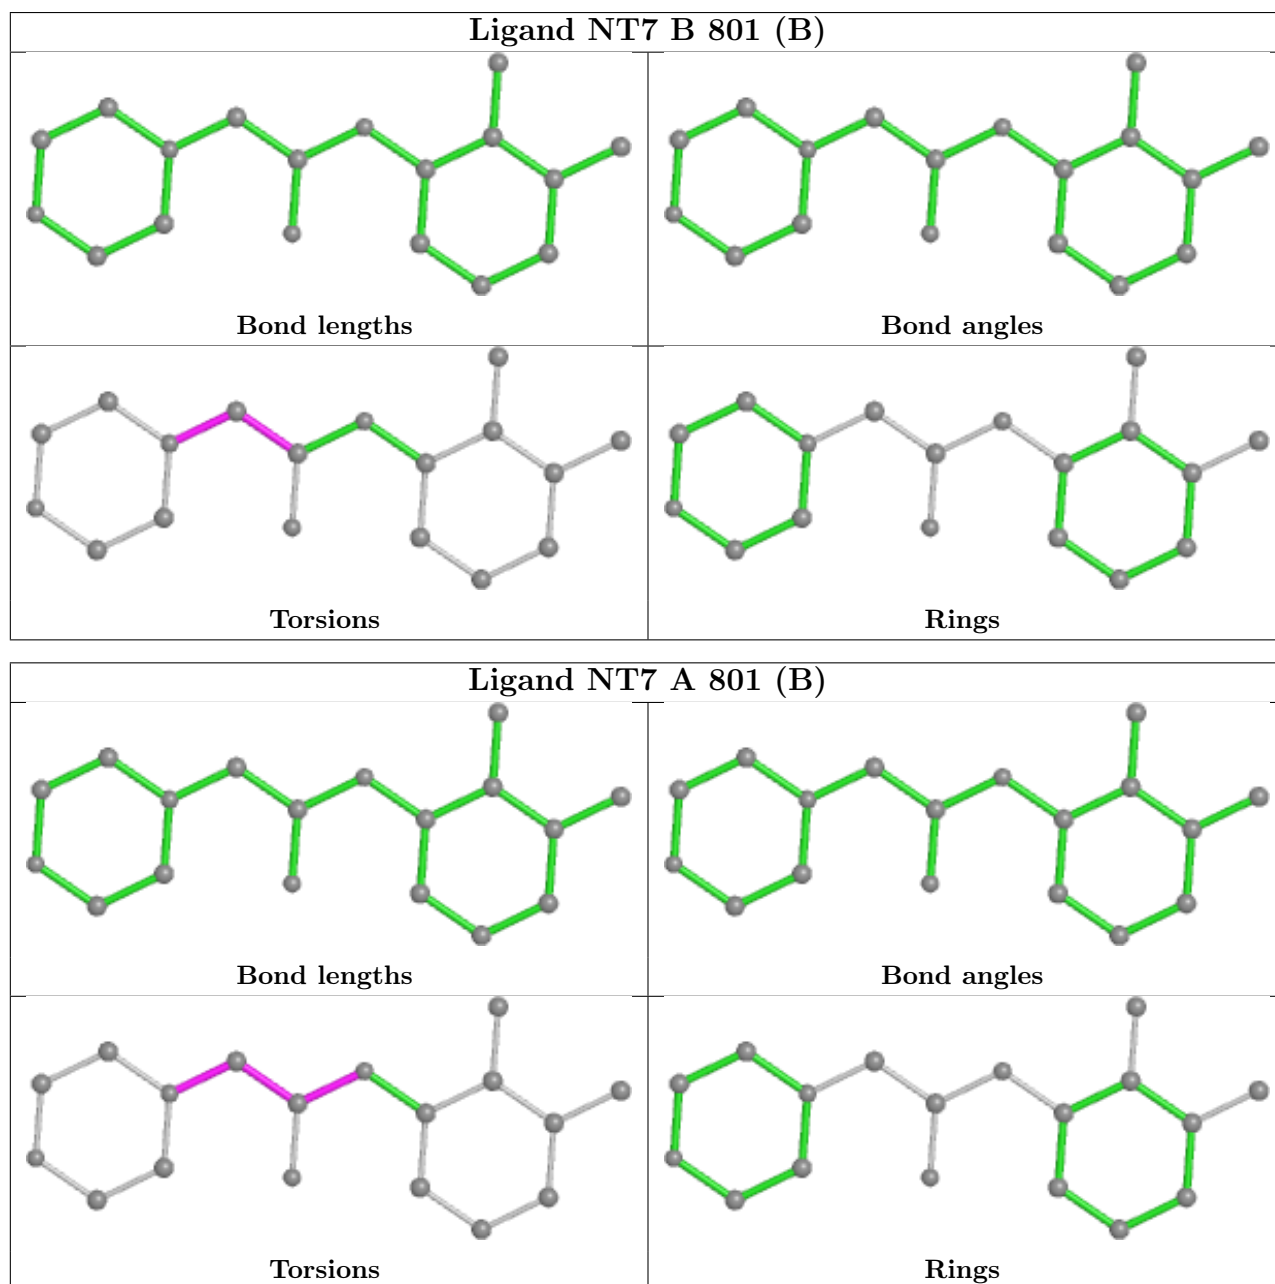 Ligand NT7 B 801 (B)
Bond lengths
Bond angles
Torsions
Rings
Ligand NT7 A 801 (B)
Bond lengths
Bond angles
Torsions
Rings